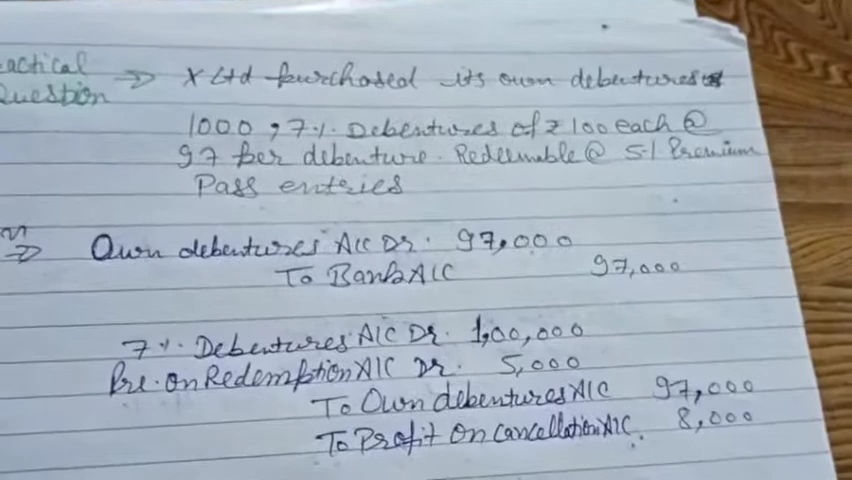 actical
Question
⇒ X Ltd purchased its own debentures
1000, 7% Debentures of ₹100 each @
97 per debenture. Redeemable @ 5% Premium
Pass entries
⇒ Own debentures A/C Dr. 97,000
To Bank A/C 97,000
7% Debentures A/C Dr. 1,00,000
Pre. on Redemption A/C Dr. 5,000
To Own debentures A/C 97,000
To Profit on cancellation A/C. 8,000